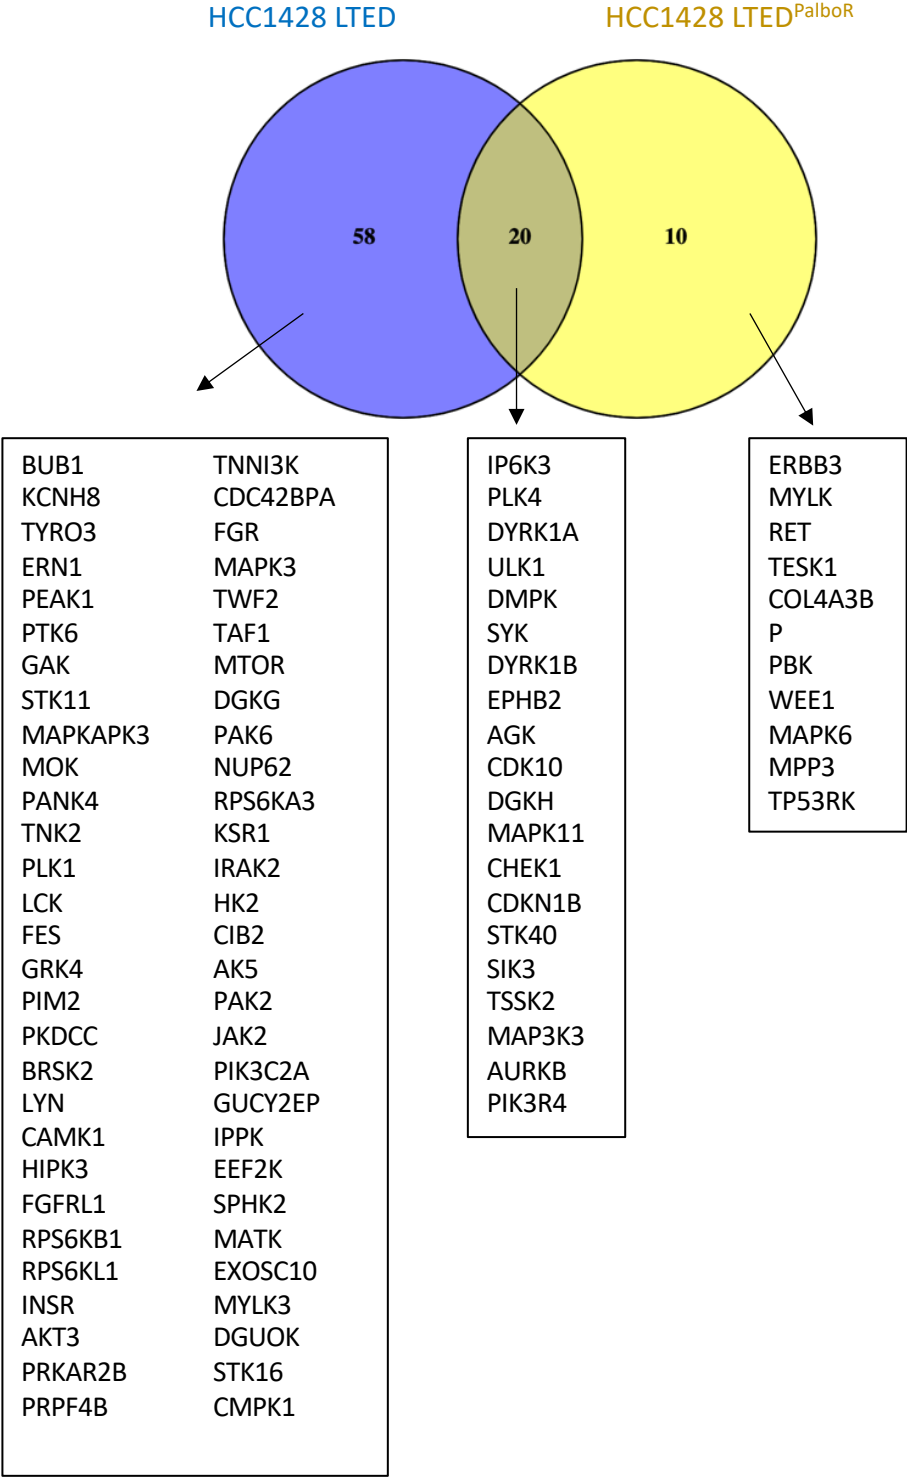 HCC1428 LTED
HCC1428 LTEDPalboR
58
20
10
BUB1
KCNH8
TYRO3
ERN1
PEAK1
PTK6
GAK
STK11
MAPKAPK3
MOK
PANK4
TNK2
PLK1
LCK
FES
GRK4
PIM2
PKDCC
BRSK2
LYN
CAMK1
HIPK3
FGFRL1
RPS6KB1
RPS6KL1
INSR
AKT3
PRKAR2B
PRPF4B
TNNI3K
CDC42BPA
FGR
MAPK3
TWF2
TAF1
MTOR
DGKG
PAK6
NUP62
RPS6KA3
KSR1
IRAK2
HK2
CIB2
AK5
PAK2
JAK2
PIK3C2A
GUCY2EP
IPPK
EEF2K
SPHK2
MATK
EXOSC10
MYLK3
DGUOK
STK16
CMPK1
IP6K3
PLK4
DYRK1A
ULK1
DMPK
SYK
DYRK1B
EPHB2
AGK
CDK10
DGKH
MAPK11
CHEK1
CDKN1B
STK40
SIK3
TSSK2
MAP3K3
AURKB
PIK3R4
ERBB3
MYLK
RET
TESK1
COL4A3B
P
PBK
WEE1
MAPK6
MPP3
TP53RK